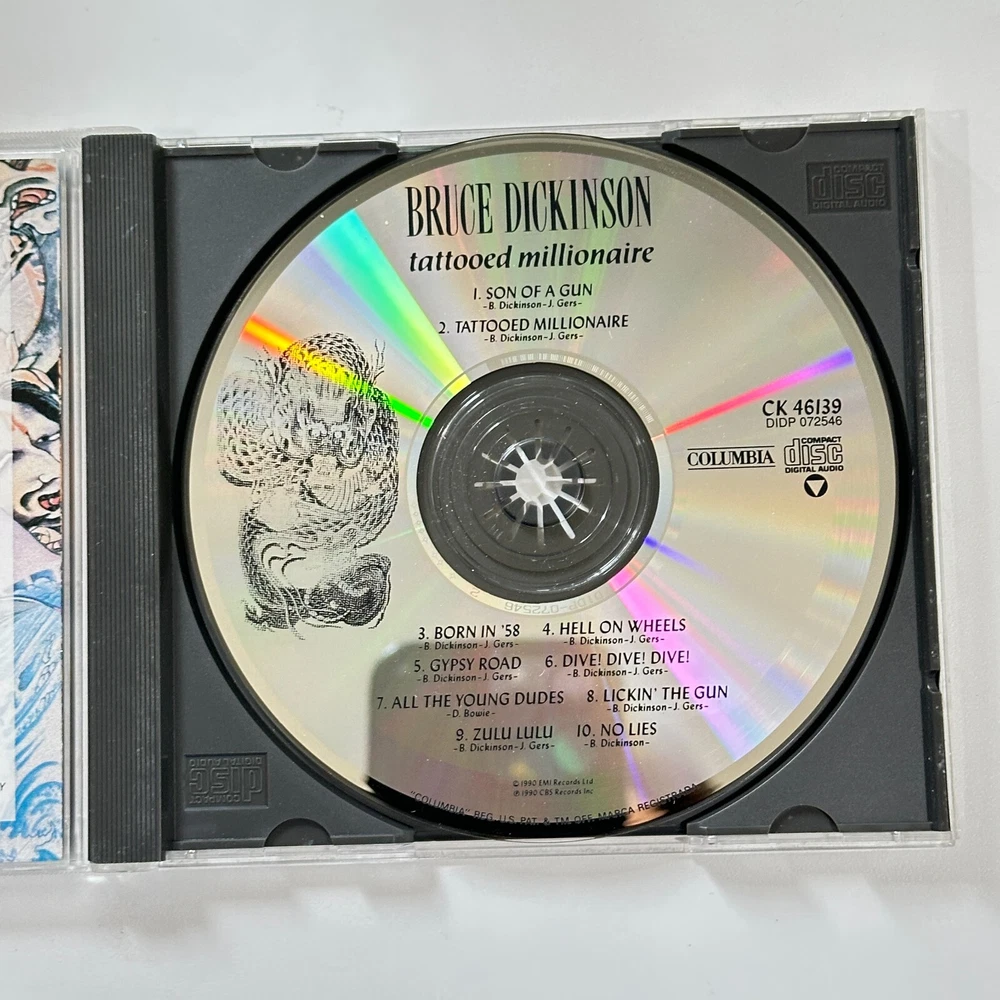 COMPACT
disc
DIGITAL AUDIO
BRUCE DICKINSON
tattooed millionaire
1. SON OF A GUN
-B. Dickinson-J. Gers-
2. TATTOOED MILLIONAIRE
-B. Dickinson-J. Gers-
CK 46139
DIDP 072546
COLUMBIA
COMPACT
disc
DIGITAL AUDIO
DIDP-072546
2
3. BORN IN '58 4. HELL ON WHEELS
-B. Dickinson-J. Gers- -B. Dickinson-J. Gers-
5. GYPSY ROAD 6. DIVE! DIVE! DIVE!
-B. Dickinson-J. Gers- -B. Dickinson-J. Gers-
7. ALL THE YOUNG DUDES 8. LICKIN' THE GUN
-D. Bowie- -B. Dickinson-J. Gers-
9. ZULU LULU 10. NO LIES
-B. Dickinson-J. Gers- -B. Dickinson-
© 1990 EMI Records Ltd
℗ 1990 CBS Records Inc
"COLUMBIA" REG. U.S. PAT. & TM. OFF. MARCA REGISTRADA.
COMPACT
disc
DIGITAL AUDIO
Y